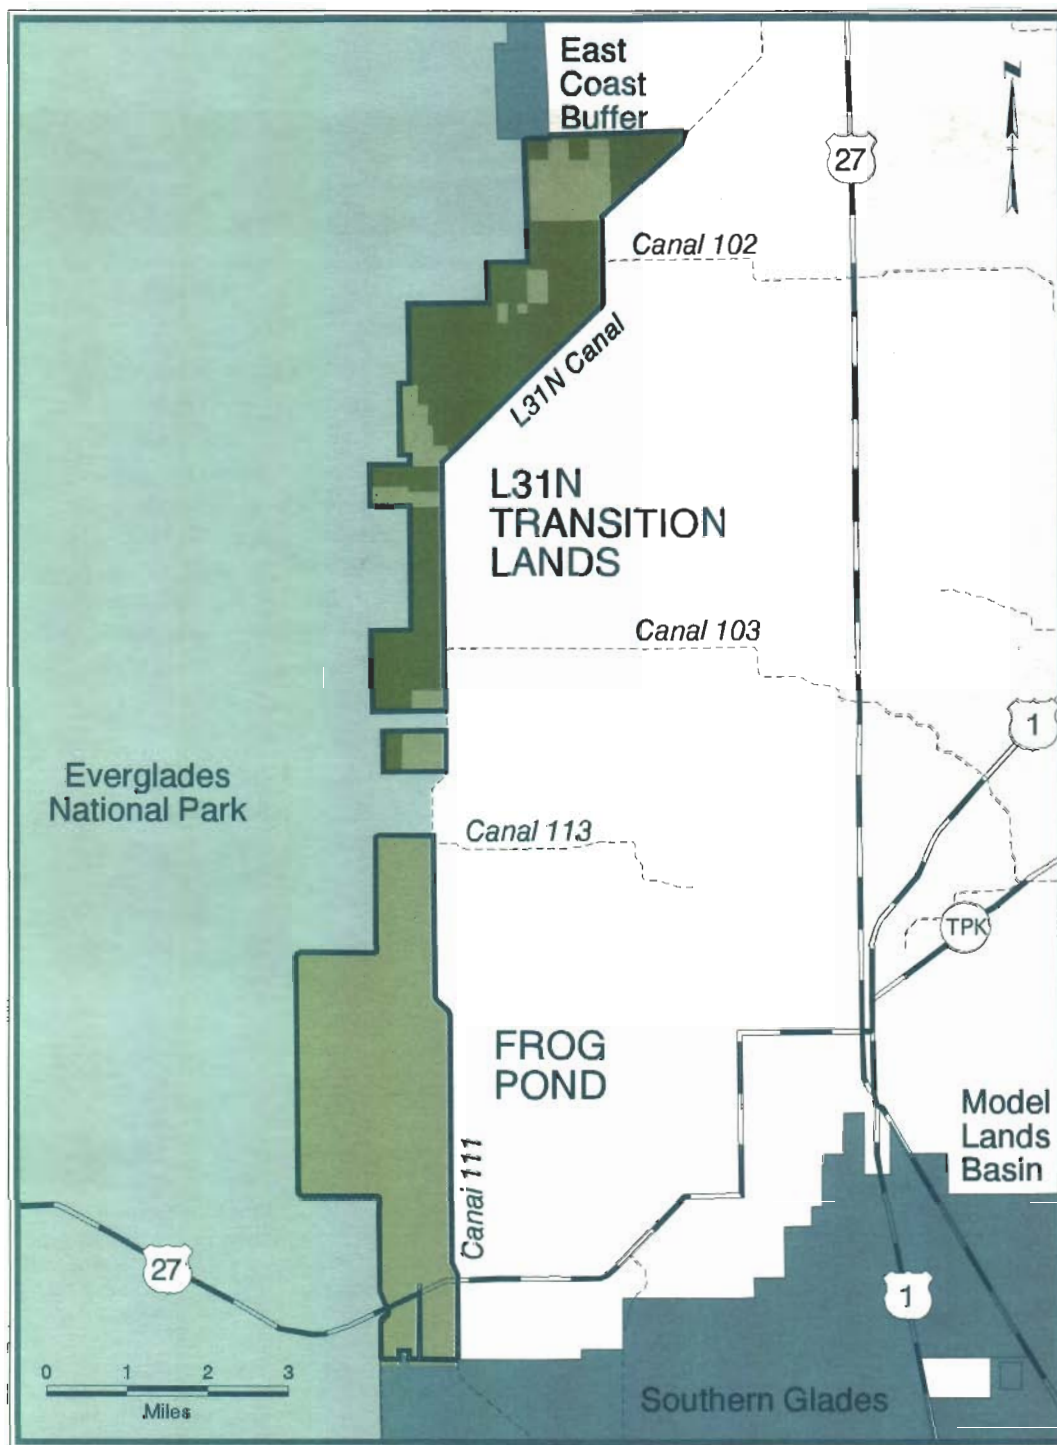 East
Coast
Buffer
N
27
Canal 102
L31N Canal
L31N
TRANSITION
LANDS
Canal 103
1
Everglades
National Park
Canal 113
TPK
FROG
POND
Model
Lands
Basin
Canal 111
27
1
0 1 2 3
Miles
Southern Glades